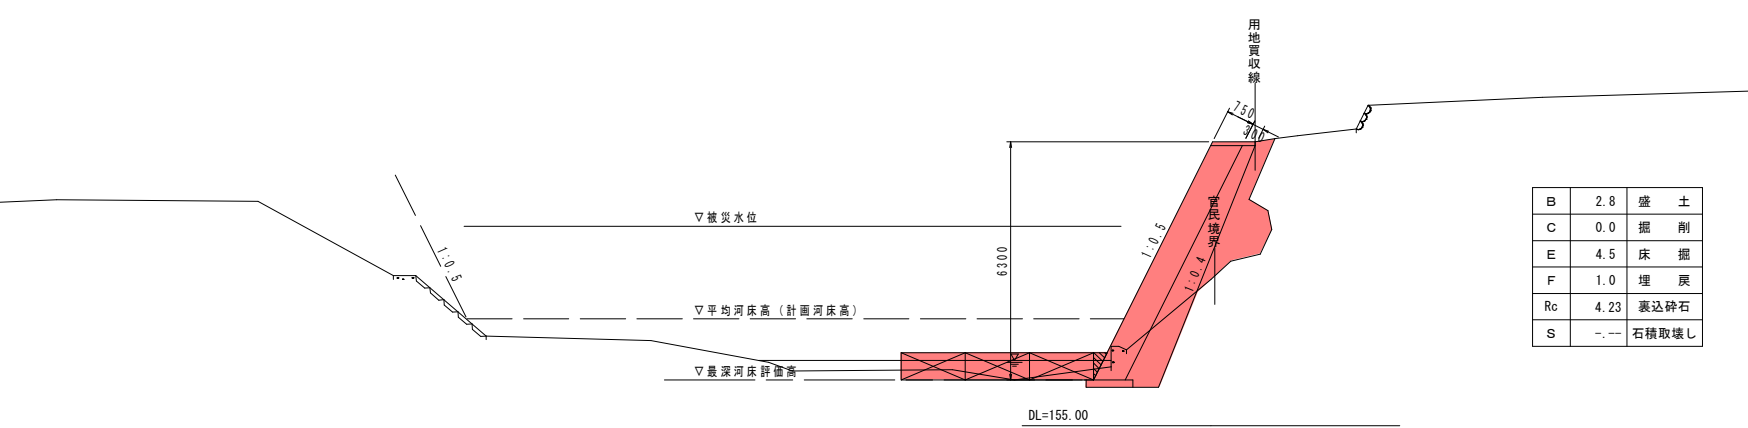 用地買収線
750
300
▽被災水位
官民境界
1:0.5
1:0.5
6300
1:0.4
▽平均河床高（計画河床高）
▽最深河床評価高
DL=155.00
B 2.8 盛 土
C 0.0 掘 削
E 4.5 床 掘
F 1.0 埋 戻
Rc 4.23 裏込砕石
S -.-- 石積取壊し